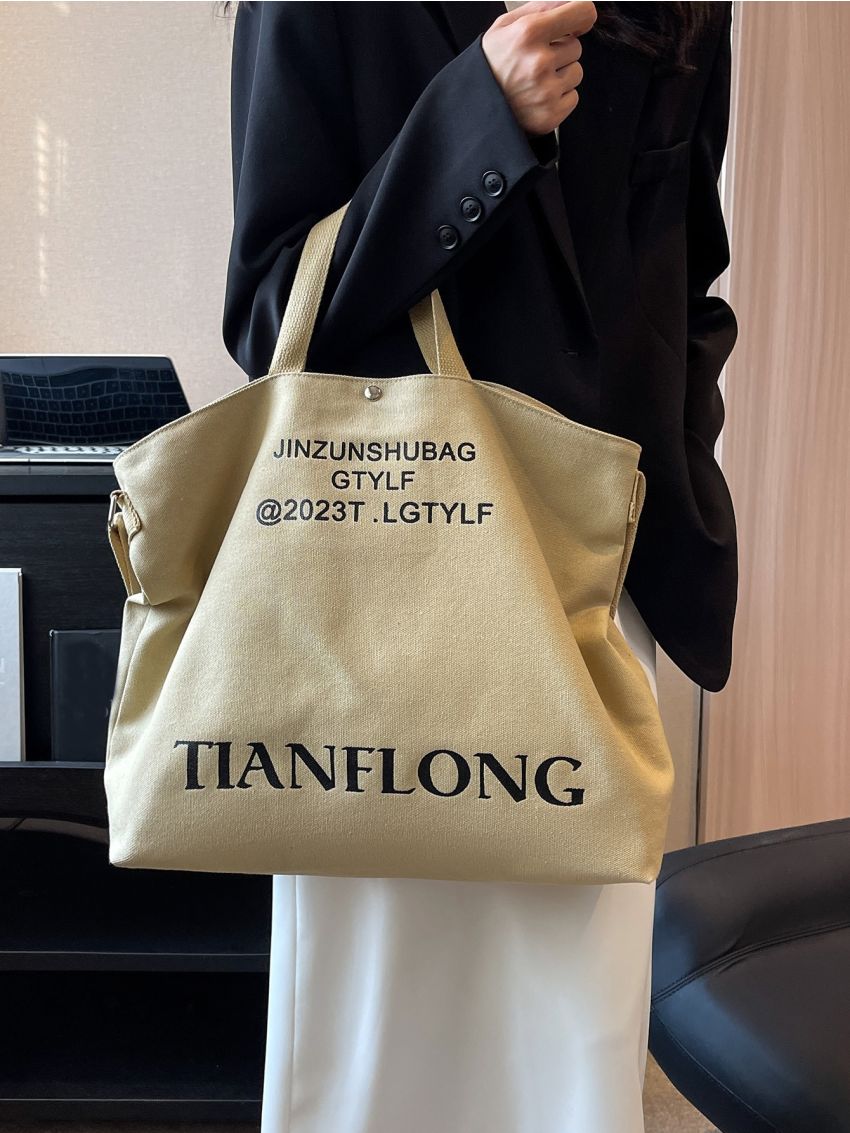 JINZUNSHUBAG
GTYLF
@2023T .LGTYLF
TIANFLONG